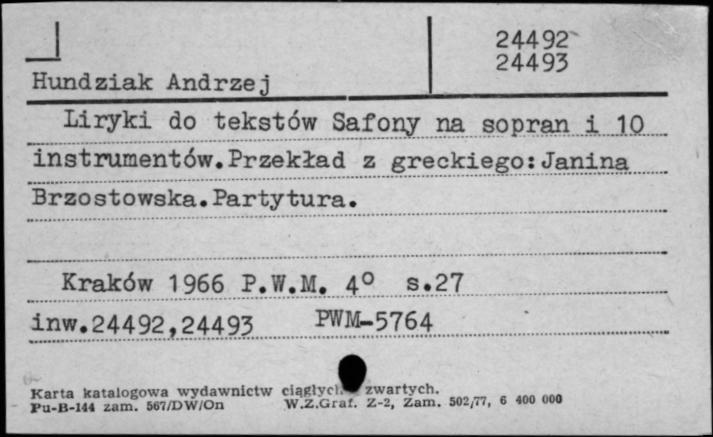 24492
24493
Hundziak Andrzej
Liryki do tekstów Safony na sopran i 10
instrumentów.Przekład z greckiego:Janina
Brzostowska.Partytura.
Kraków 1966 P.W.M. 4° s.27
inw.24492,24493 PWM-5764
Karta katalogowa wydawnictw zwartych.
Pu-B-144 zam. 567/DW/On W.Z.Graf. Z-2, Zam. 502/77, 6 400 000